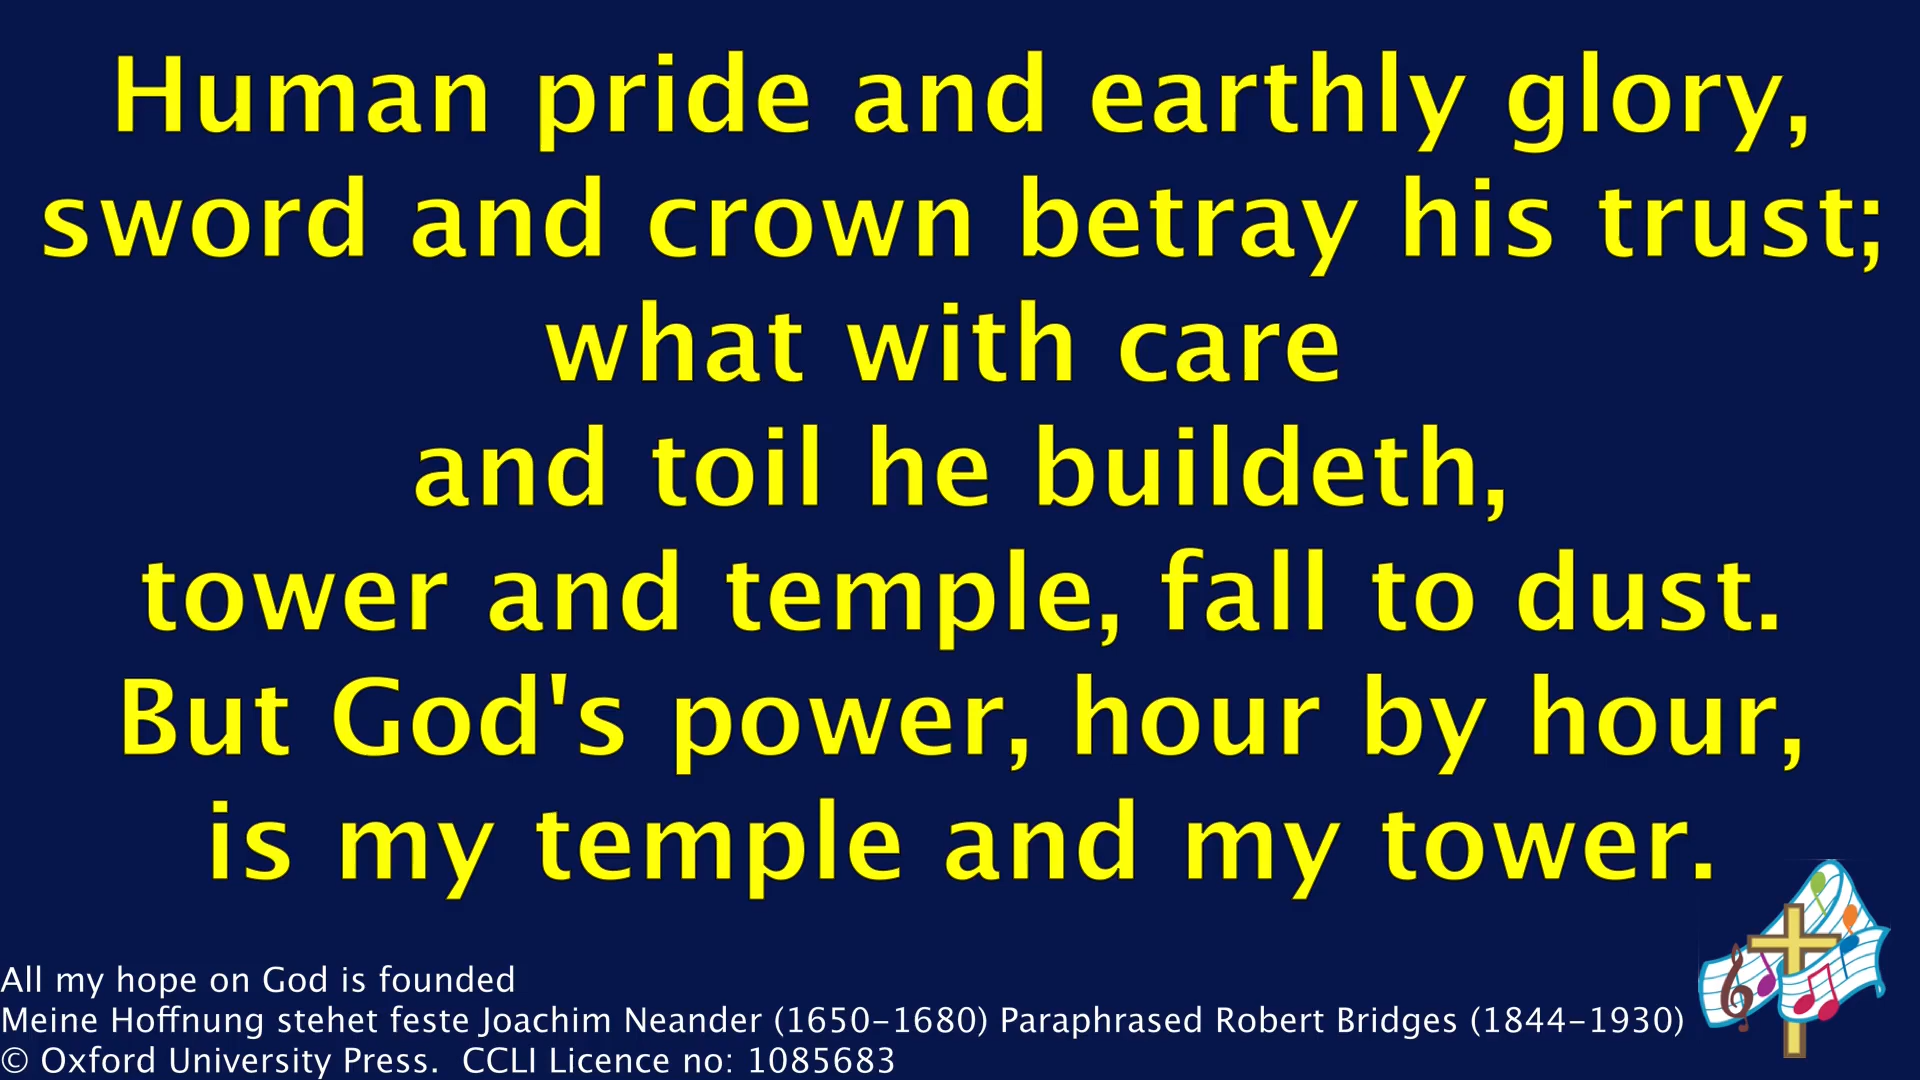 Human pride and earthly glory,
sword and crown betray his trust;
what with care
and toil he buildeth,
tower and temple, fall to dust.
But God's power, hour by hour,
is my temple and my tower.
All my hope on God is founded
Meine Hoffnung stehet feste Joachim Neander (1650–1680) Paraphrased Robert Bridges (1844–1930)
© Oxford University Press.  CCLI Licence no: 1085683